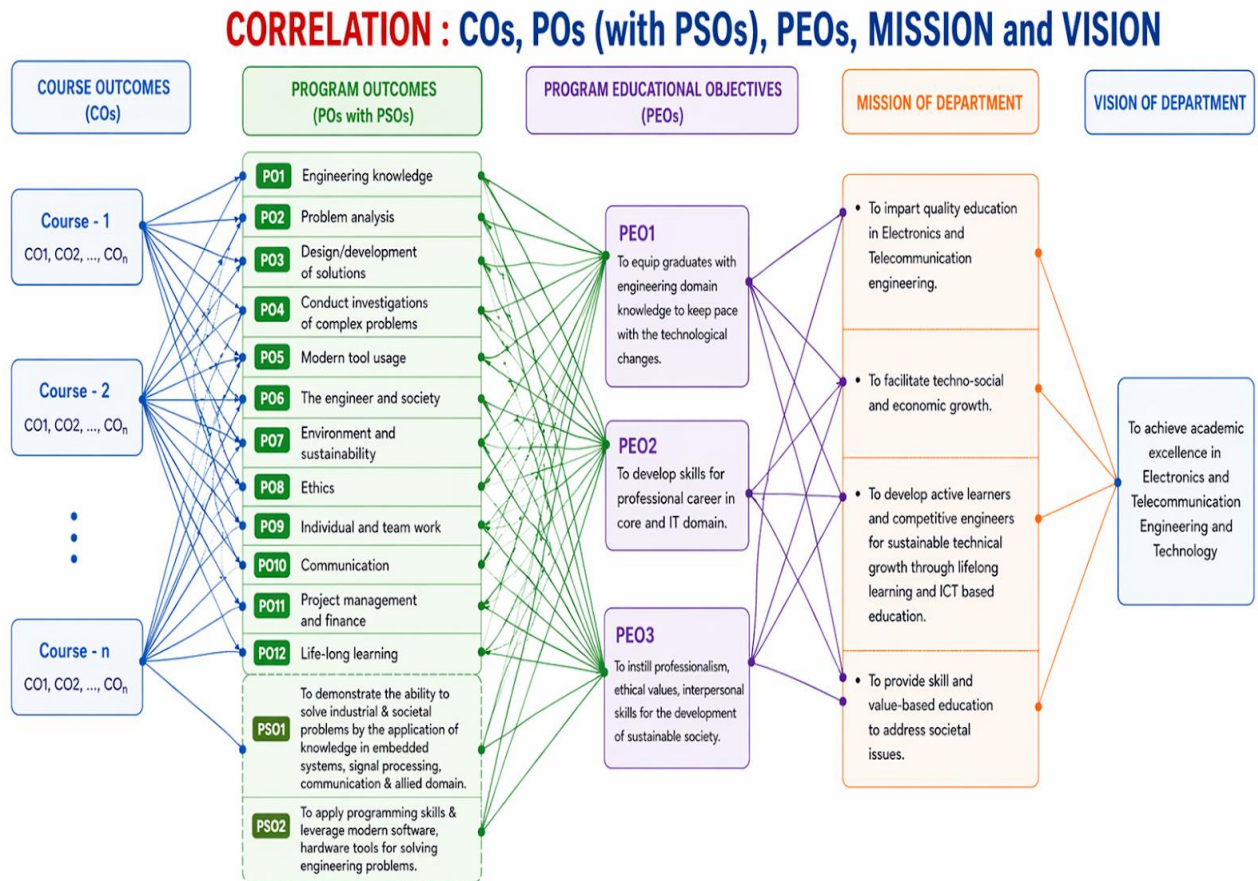 CORRELATION : COs, POs (with PSOs), PEOs, MISSION and VISION
COURSE OUTCOMES
(COs)
Course - 1
CO1, CO2, ..., COn
Course - 2
CO1, CO2, ..., COn
Course - n
CO1, CO2, ..., COn
PROGRAM OUTCOMES
(POs with PSOs)
PO1 Engineering knowledge
PO2 Problem analysis
PO3 Design/development
of solutions
PO4 Conduct investigations
of complex problems
PO5 Modern tool usage
PO6 The engineer and society
PO7 Environment and
sustainability
PO8 Ethics
PO9 Individual and team work
PO10 Communication
PO11 Project management
and finance
PO12 Life-long learning
PSO1
To demonstrate the ability to
solve industrial & societal
problems by the application of
knowledge in embedded
systems, signal processing,
communication & allied domain.
PSO2
To apply programming skills &
leverage modern software,
hardware tools for solving
engineering problems.
PROGRAM EDUCATIONAL OBJECTIVES
(PEOs)
PEO1
To equip graduates with
engineering domain
knowledge to keep pace
with the technological
changes.
PEO2
To develop skills for
professional career in
core and IT domain.
PEO3
To instill professionalism,
ethical values, interpersonal
skills for the development
of sustainable society.
MISSION OF DEPARTMENT
• To impart quality education
in Electronics and
Telecommunication
engineering.
• To facilitate techno-social
and economic growth.
• To develop active learners
and competitive engineers
for sustainable technical
growth through lifelong
learning and ICT based
education.
• To provide skill and
value-based education
to address societal
issues.
VISION OF DEPARTMENT
To achieve academic
excellence in
Electronics and
Telecommunication
Engineering and
Technology